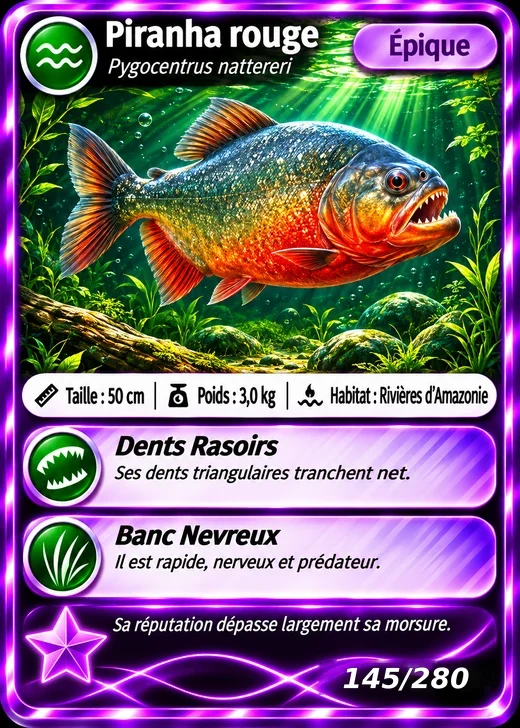 Piranha rouge
Épique
Pygocentrus nattereri
Taille : 50 cm | Poids : 3,0 kg | Habitat : Rivières d'Amazonie
Dents Rasoirs
Ses dents triangulaires tranchent net.
Banc Nevreux
Il est rapide, nerveux et prédateur.
Sa réputation dépasse largement sa morsure.
145/280